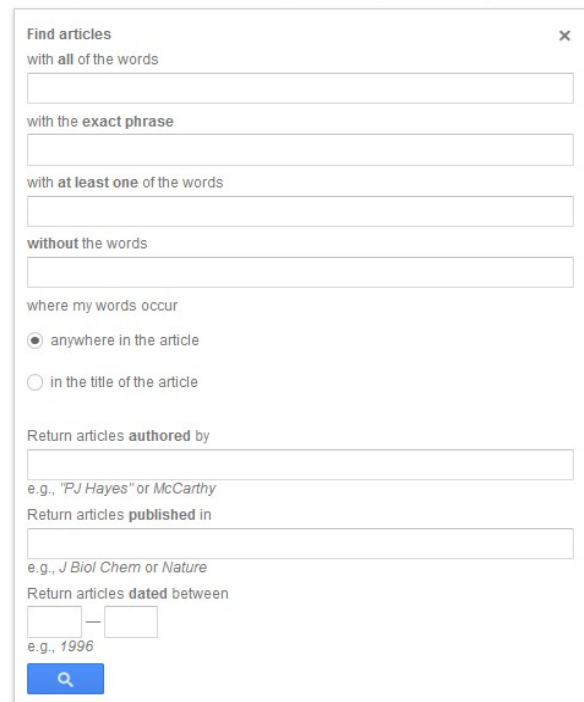 Find articles
with all of the words
with the exact phrase
with at least one of the words
without the words
where my words occur
anywhere in the article
in the title of the article
Return articles authored by
e.g., "PJ Hayes" or McCarthy
Return articles published in
e.g., J Biol Chem or Nature
Return articles dated between
—
e.g., 1996